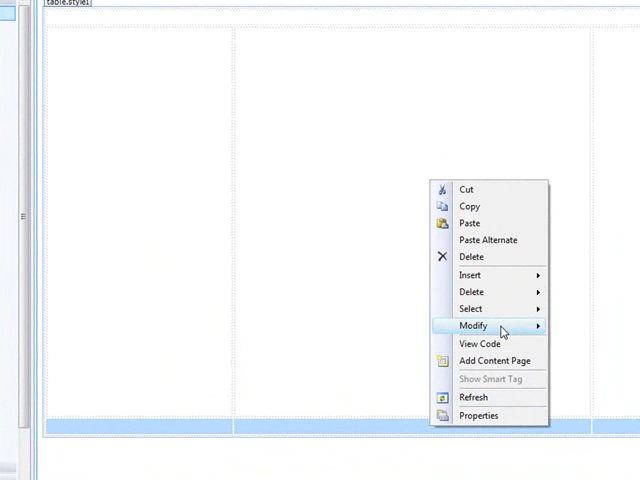 table.style1
Cut
Copy
Paste
Paste Alternate
Delete
Insert
Delete
Select
Modify
View Code
Add Content Page
Show Smart Tag
Refresh
Properties